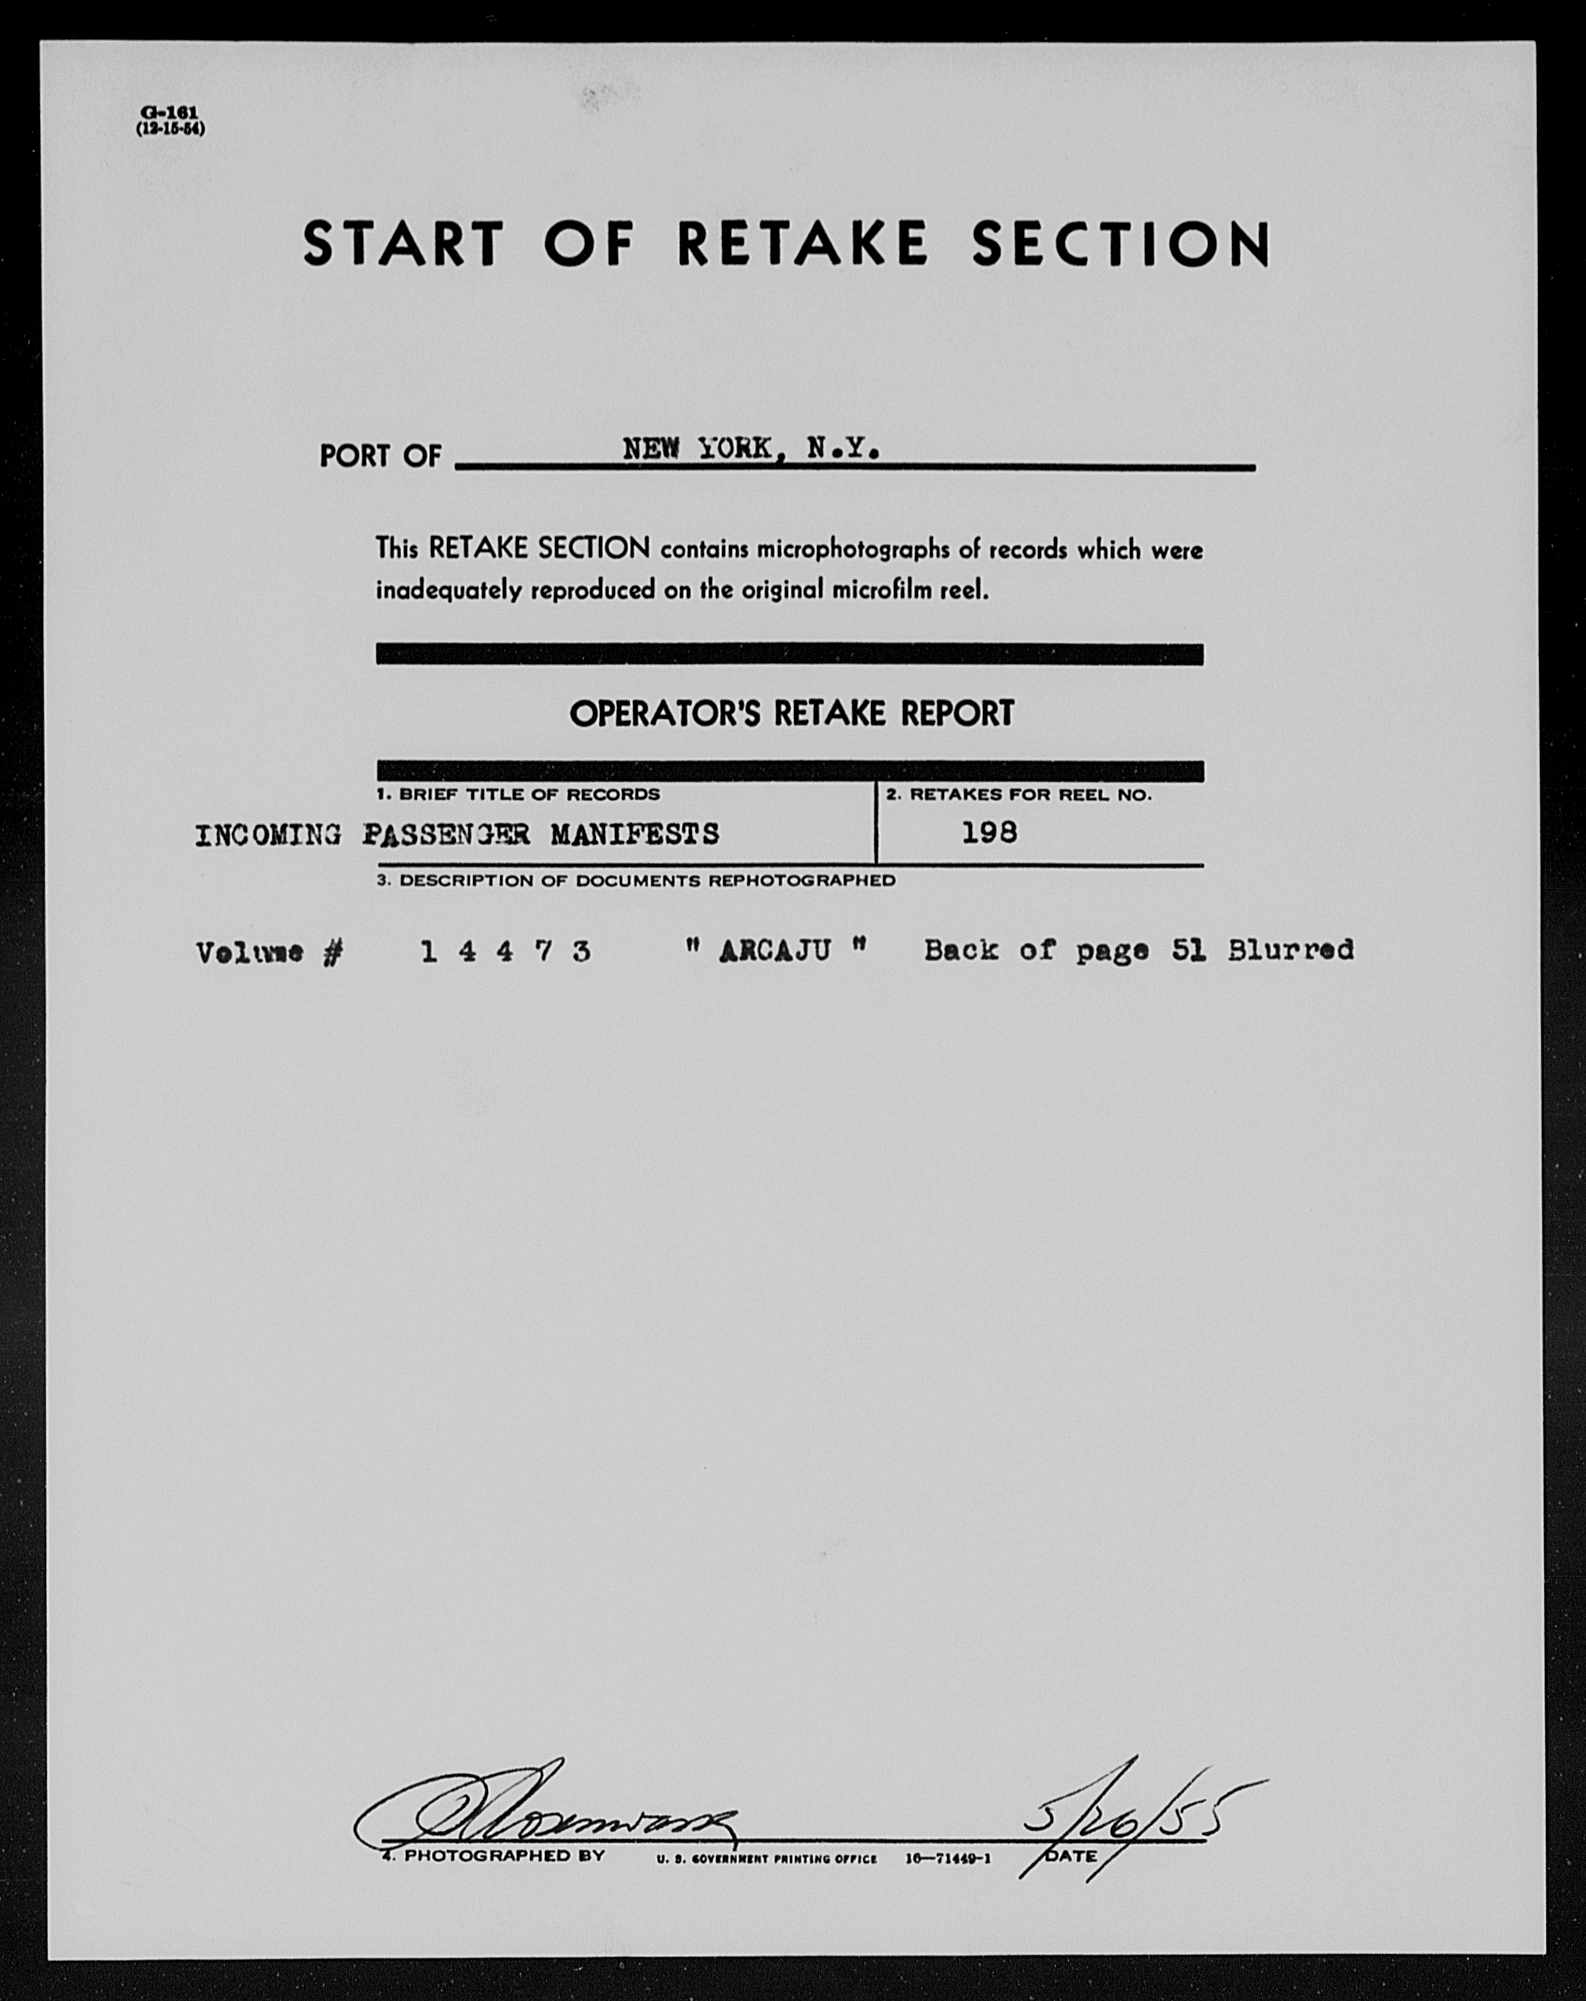 G-161
(12-15-54)
START OF RETAKE SECTION
PORT OF NEW YORK, N.Y.
This RETAKE SECTION contains microphotographs of records which were
inadequately reproduced on the original microfilm reel.
OPERATOR'S RETAKE REPORT
1. BRIEF TITLE OF RECORDS 2. RETAKES FOR REEL NO.
INCOMING PASSENGER MANIFESTS 198
3. DESCRIPTION OF DOCUMENTS REPHOTOGRAPHED
Volume # 1 4 4 7 3 " ARCAJU " Back of page 51 Blurred
5/26/55
4. PHOTOGRAPHED BY U. S. GOVERNMENT PRINTING OFFICE 16—71449-1 DATE